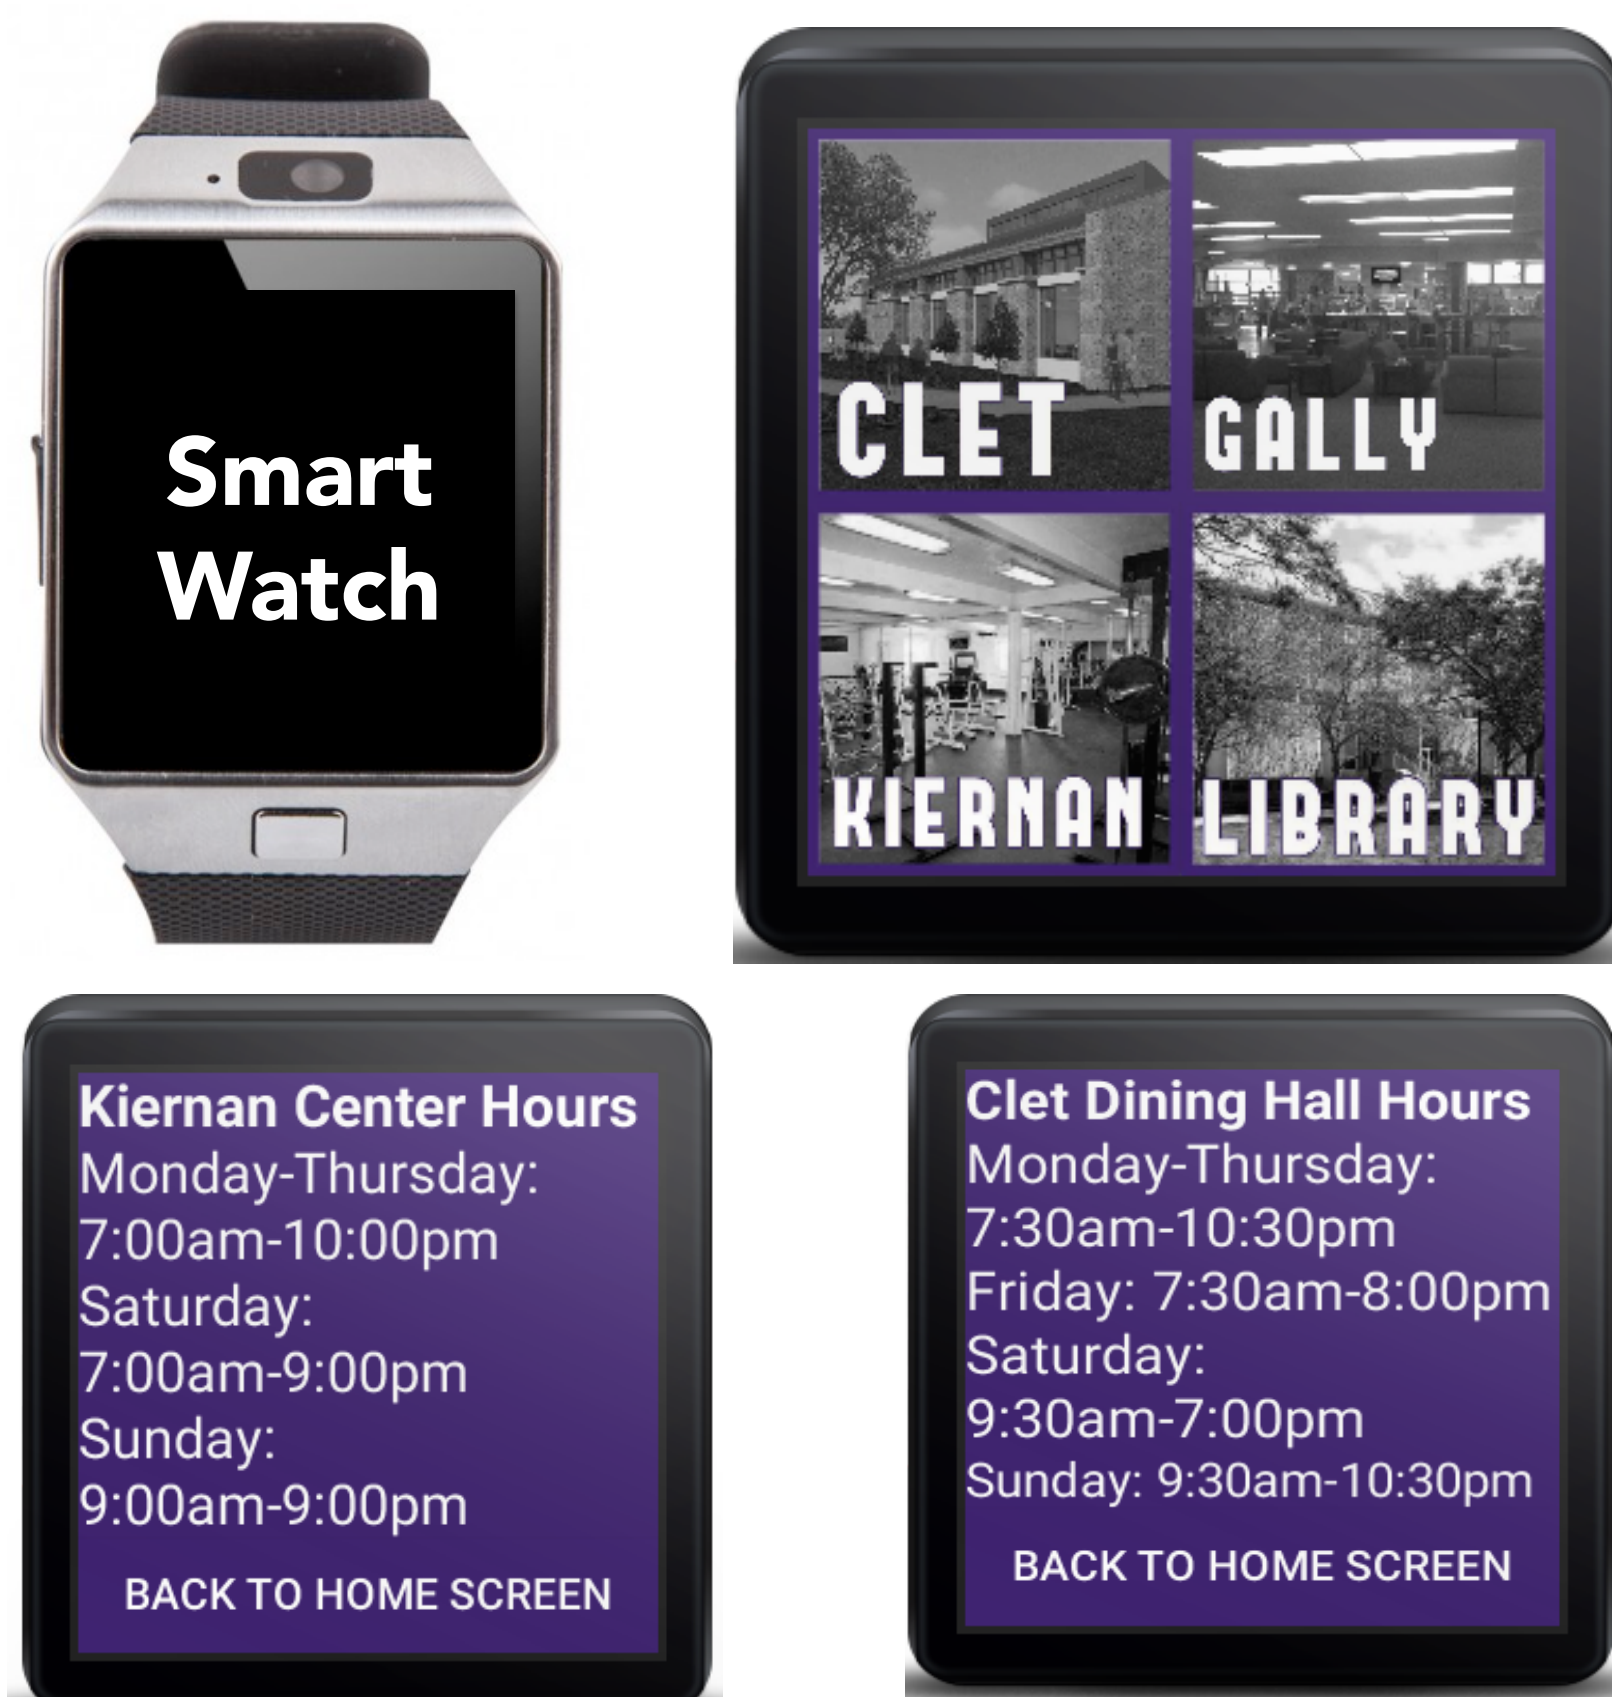 Smart
Watch
CLET
GALLY
KIERNAN
LIBRARY
Kiernan Center Hours
Monday-Thursday:
7:00am-10:00pm
Saturday:
7:00am-9:00pm
Sunday:
9:00am-9:00pm
BACK TO HOME SCREEN
Clet Dining Hall Hours
Monday-Thursday:
7:30am-10:30pm
Friday: 7:30am-8:00pm
Saturday:
9:30am-7:00pm
Sunday: 9:30am-10:30pm
BACK TO HOME SCREEN